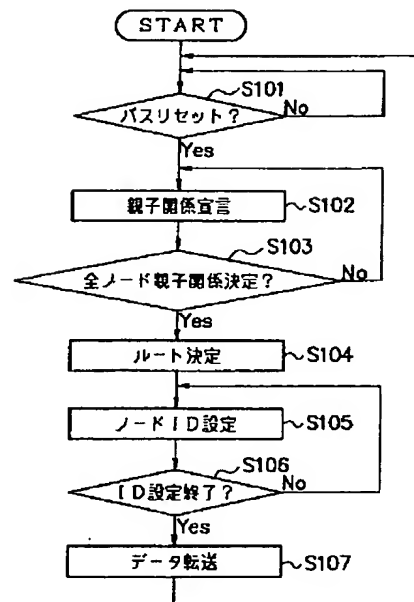 START
S101
バスリセット?
No
Yes
親子関係宣言
S102
S103
全ノード親子関係決定?
No
Yes
ルート決定
S104
ノードID設定
S105
S106
ID設定終了?
No
Yes
データ転送
S107